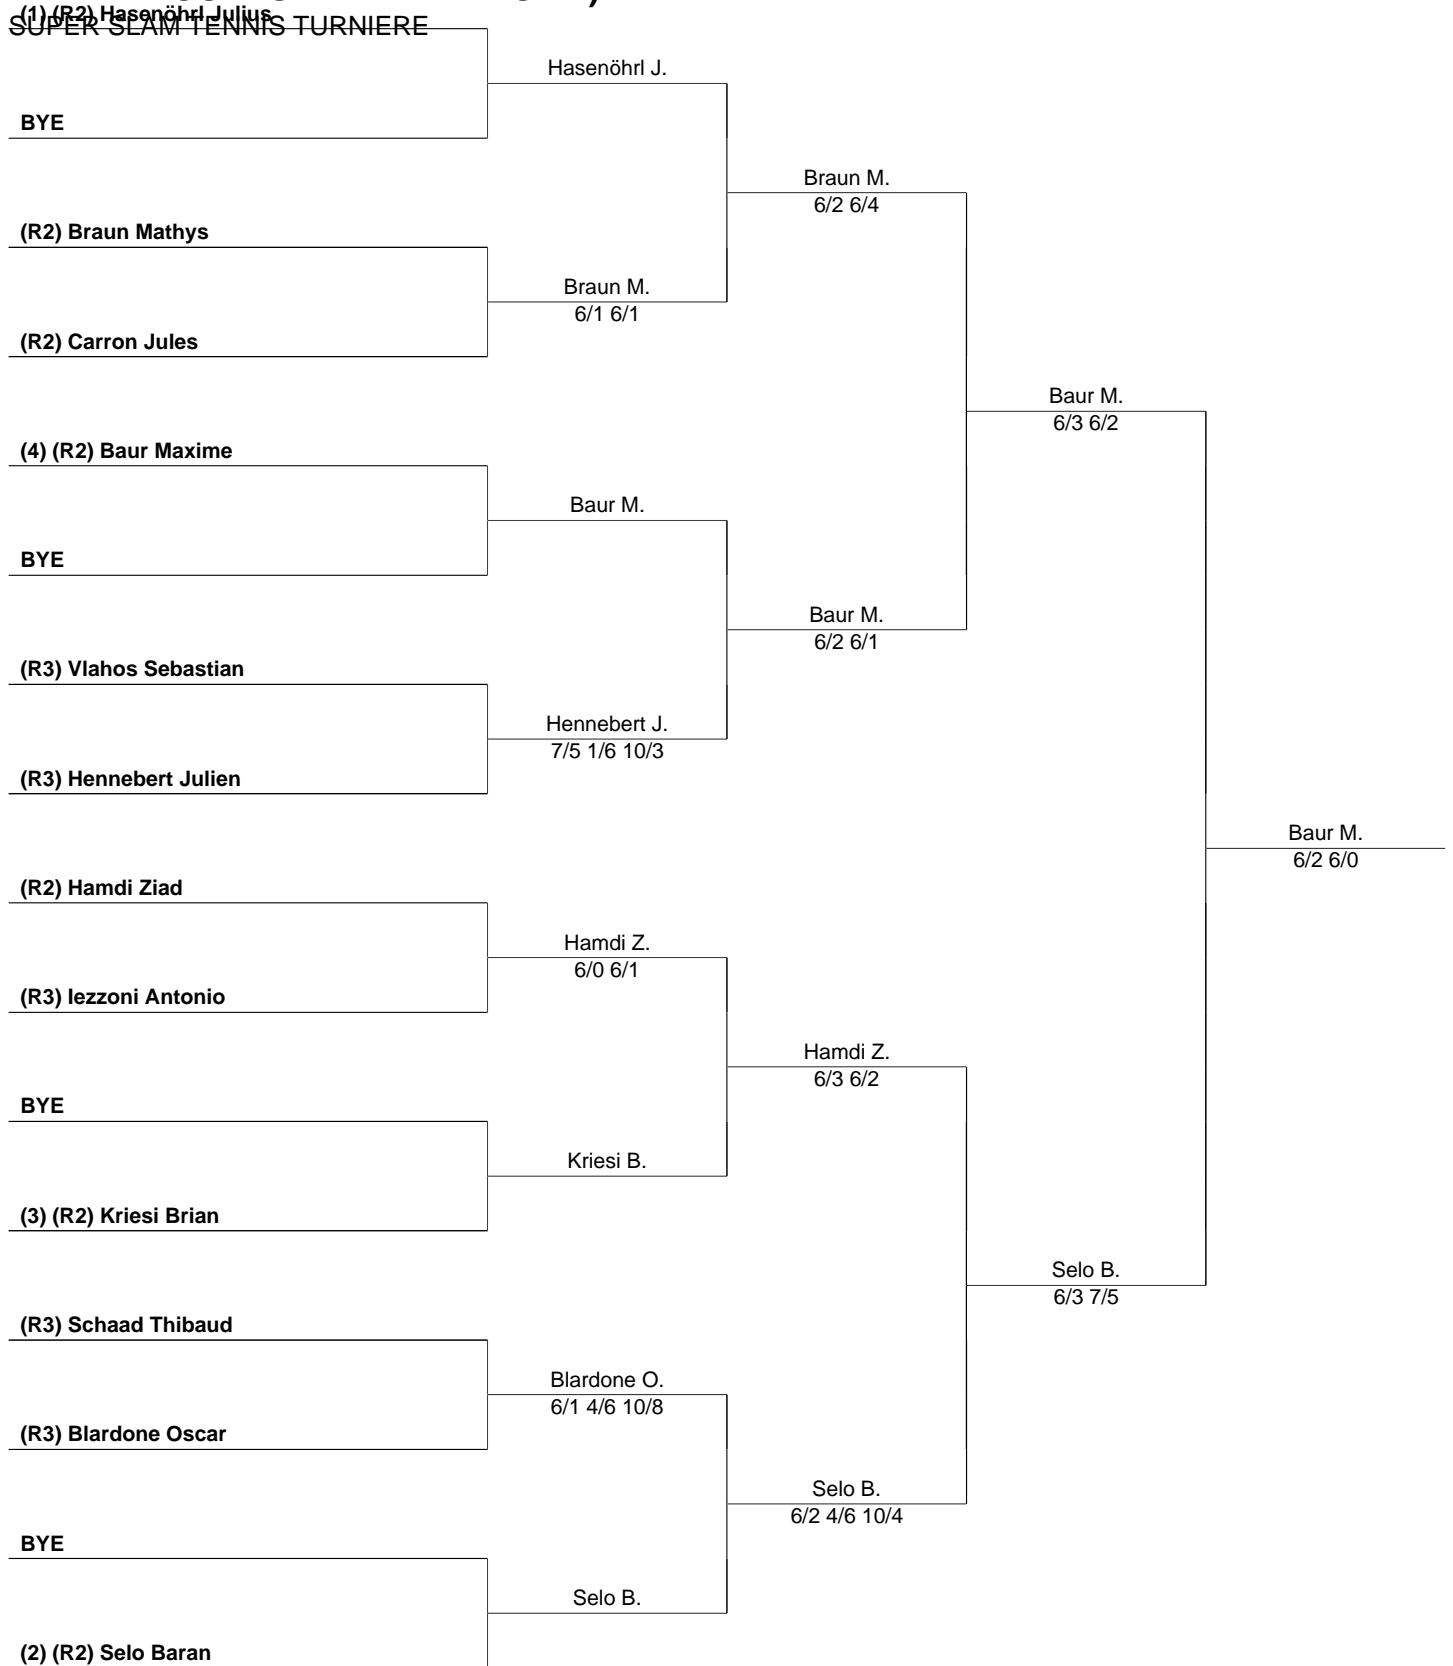 (1) (R2) Hasenöhrl Julius
SUPER SLAM TENNIS TURNIERE
Hasenöhrl J.
BYE
Braun M.
6/2 6/4
(R2) Braun Mathys
Braun M.
6/1 6/1
(R2) Carron Jules
Baur M.
6/3 6/2
(4) (R2) Baur Maxime
Baur M.
BYE
Baur M.
6/2 6/1
(R3) Vlahos Sebastian
Hennebert J.
7/5 1/6 10/3
(R3) Hennebert Julien
Baur M.
6/2 6/0
(R2) Hamdi Ziad
Hamdi Z.
6/0 6/1
(R3) Iezzoni Antonio
Hamdi Z.
6/3 6/2
BYE
Kriesi B.
(3) (R2) Kriesi Brian
Selo B.
6/3 7/5
(R3) Schaad Thibaud
Blardone O.
6/1 4/6 10/8
(R3) Blardone Oscar
Selo B.
6/2 4/6 10/4
BYE
Selo B.
(2) (R2) Selo Baran